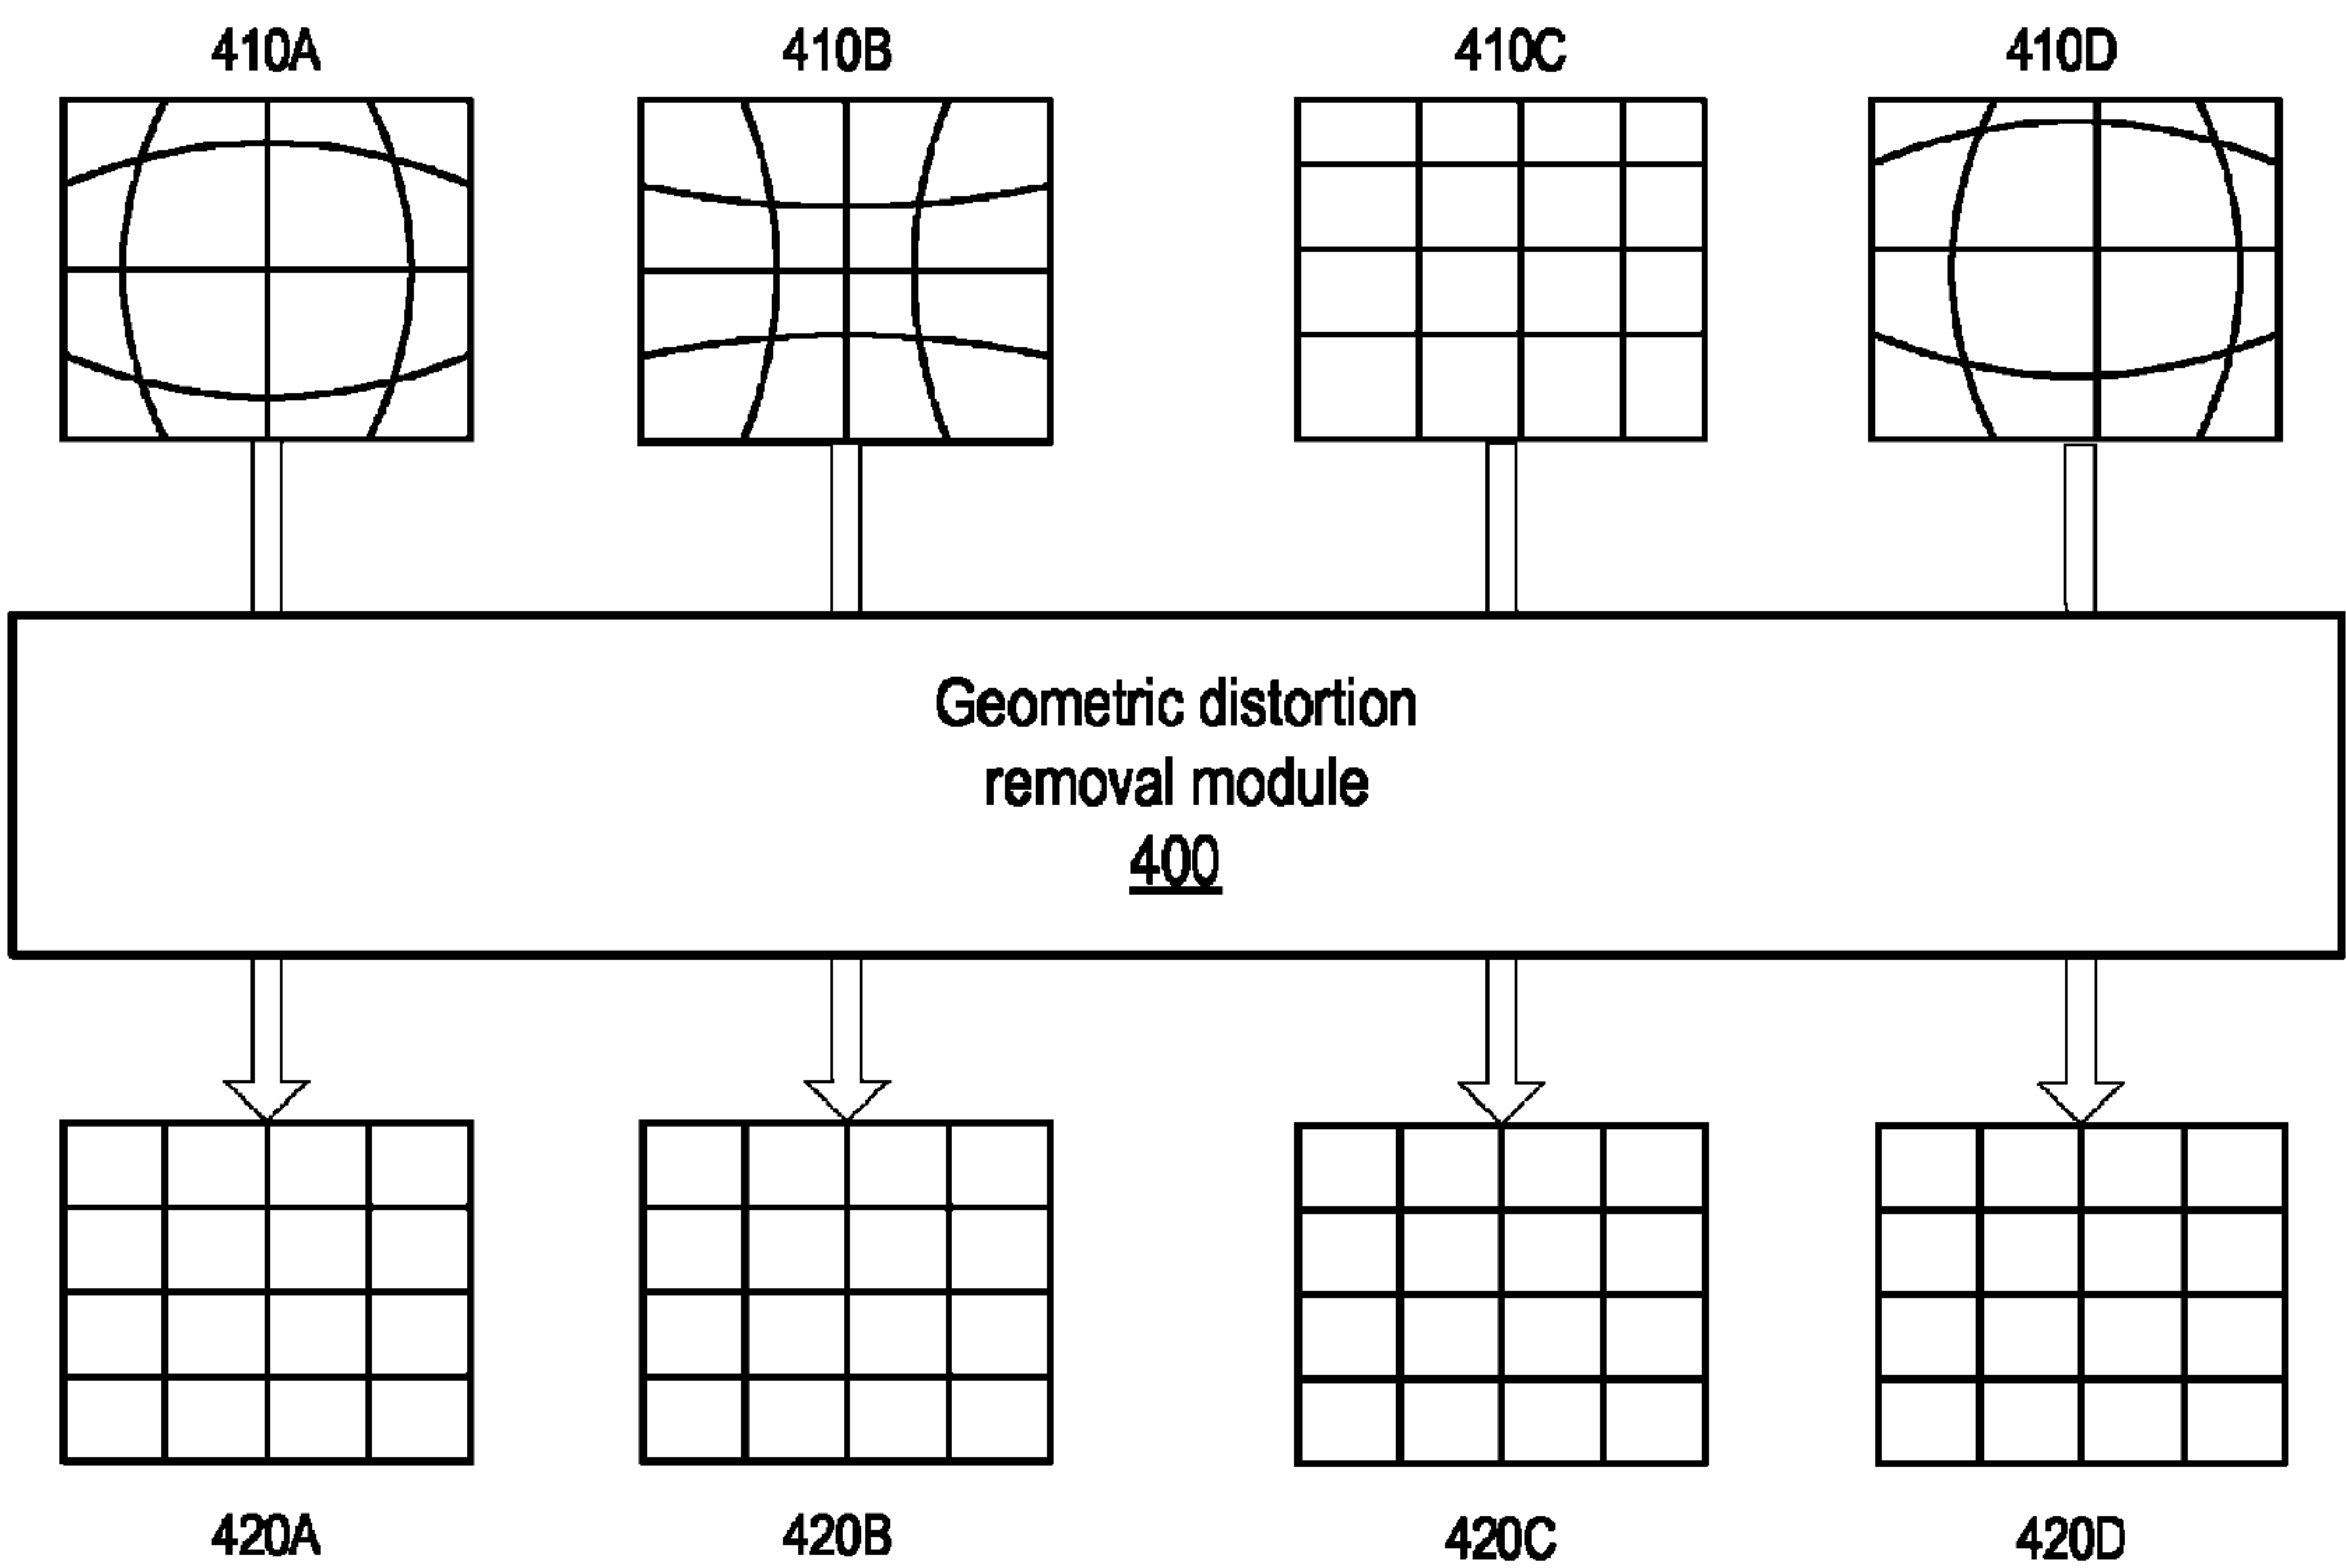 410A 410B 410C 410D
Geometric distortion
removal module
400
420A 420B 420C 420D